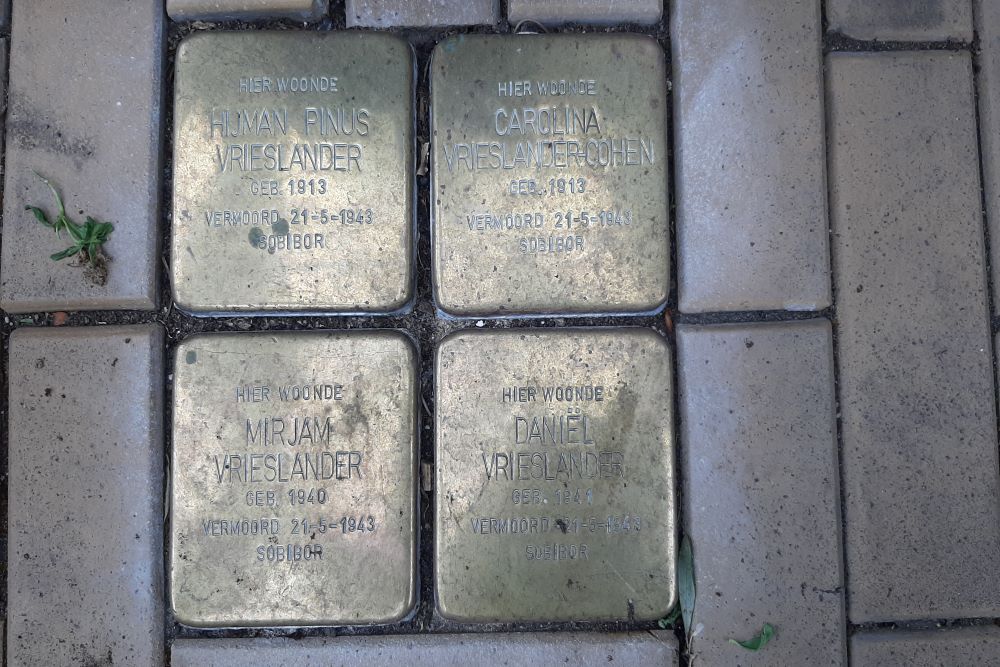 HIER WOONDE
HIJMAN PINUS
VRIESLANDER
GEB. 1913
VERMOORD 21-5-1943
SOBIBOR
HIER WOONDE
CAROLINA
VRIESLANDER-COHEN
GEB. 1913
VERMOORD 21-5-1943
SOBIBOR
HIER WOONDE
MIRJAM
VRIESLANDER
GEB. 1940
VERMOORD 21-5-1943
SOBIBOR
HIER WOONDE
DANIËL
VRIESLANDER
GEB. 1941
VERMOORD 21-5-1943
SOBIBOR